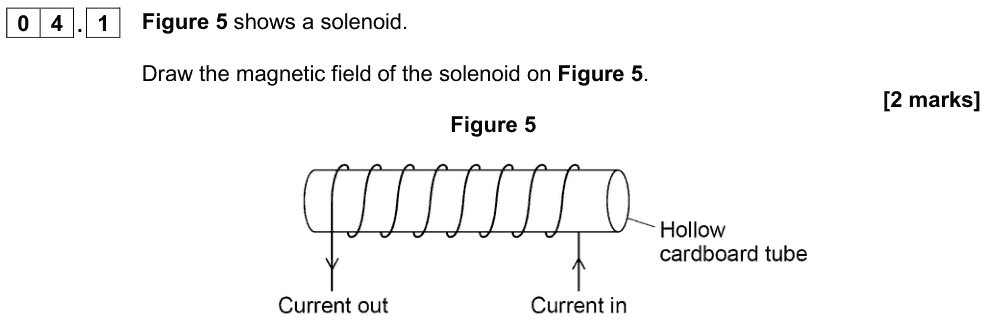 0 4 . 1 Figure 5 shows a solenoid.
Draw the magnetic field of the solenoid on Figure 5.
[2 marks]
Figure 5
Hollow
cardboard tube
Current out
Current in